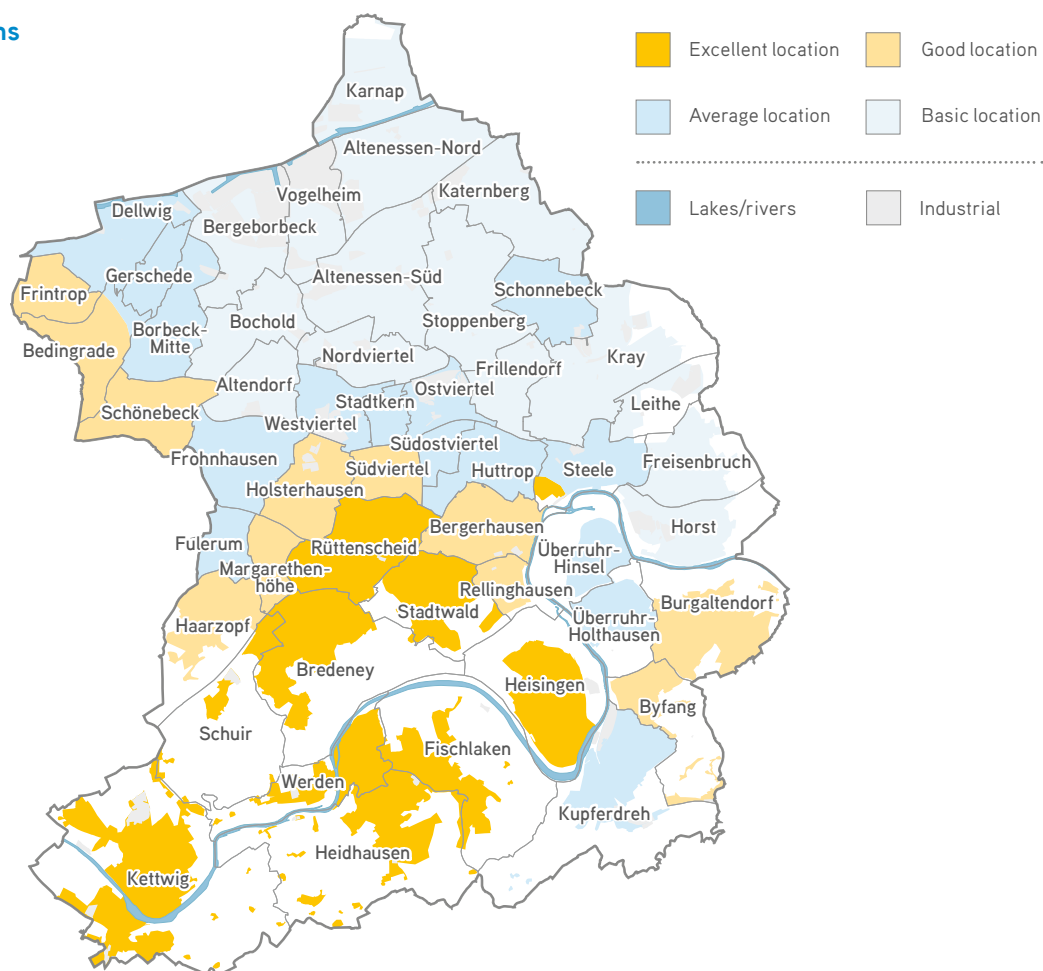 ns
Excellent location
Good location
Average location
Basic location
Lakes/rivers
Industrial
Karnap
Altenessen-Nord
Katernberg
Vogelheim
Dellwig
Bergeborbeck
Gerschede
Altenessen-Süd
Schonnebeck
Frintrop
Borbeck-
Mitte
Bochold
Stoppenberg
Bedingrade
Nordviertel
Kray
Frillendorf
Altendorf
Ostviertel
Stadtkern
Leithe
Schönebeck
Westviertel
Südostviertel
Frohnhausen
Südviertel
Huttrop
Steele
Freisenbruch
Holsterhausen
Bergerhausen
Horst
Fulerum
Rüttenscheid
Überruhr-
Hinsel
Margarethen-
höhe
Rellinghausen
Burgaltendorf
Stadtwald
Haarzopf
Überruhr-
Holthausen
Bredeney
Heisingen
Byfang
Schuir
Fischlaken
Werden
Kupferdreh
Heidhausen
Kettwig